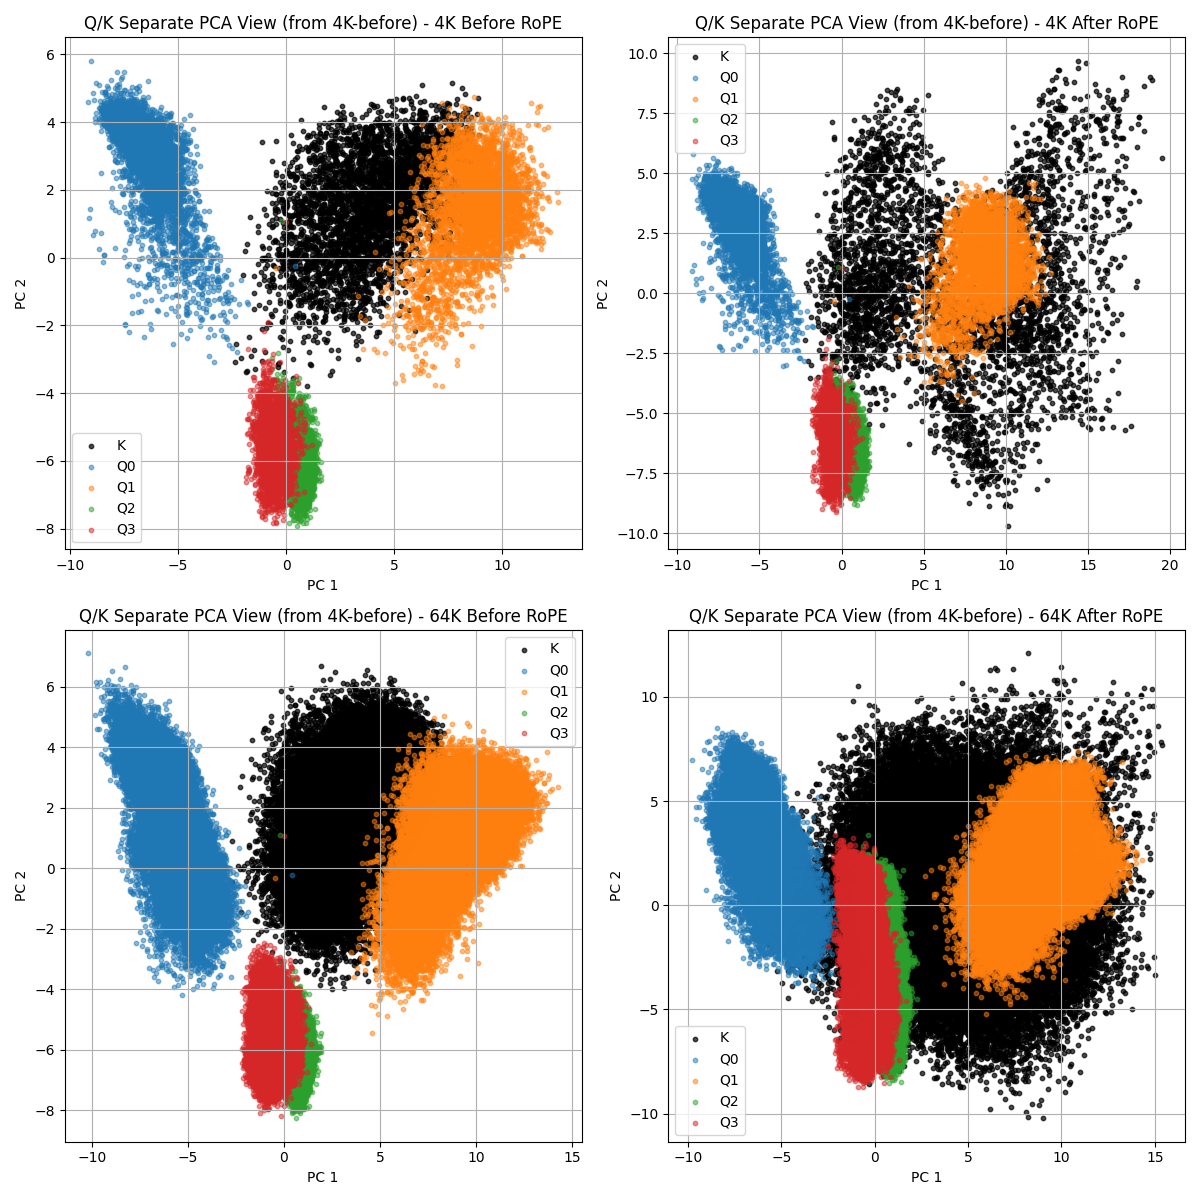 Q/K Separate PCA View (from 4K-before) - 4K Before RoPE
6
4
2
0
−2
−4
−6
−8
−10
−5
0
5
10
PC 1
PC 2
K
Q0
Q1
Q2
Q3
Q/K Separate PCA View (from 4K-before) - 4K After RoPE
10.0
7.5
5.0
2.5
0.0
−2.5
−5.0
−7.5
−10.0
−10
−5
0
5
10
15
20
PC 1
PC 2
K
Q0
Q1
Q2
Q3
Q/K Separate PCA View (from 4K-before) - 64K Before RoPE
6
4
2
0
−2
−4
−6
−8
−10
−5
0
5
10
15
PC 1
PC 2
K
Q0
Q1
Q2
Q3
Q/K Separate PCA View (from 4K-before) - 64K After RoPE
10
5
0
−5
−10
−10
−5
0
5
10
15
PC 1
PC 2
K
Q0
Q1
Q2
Q3